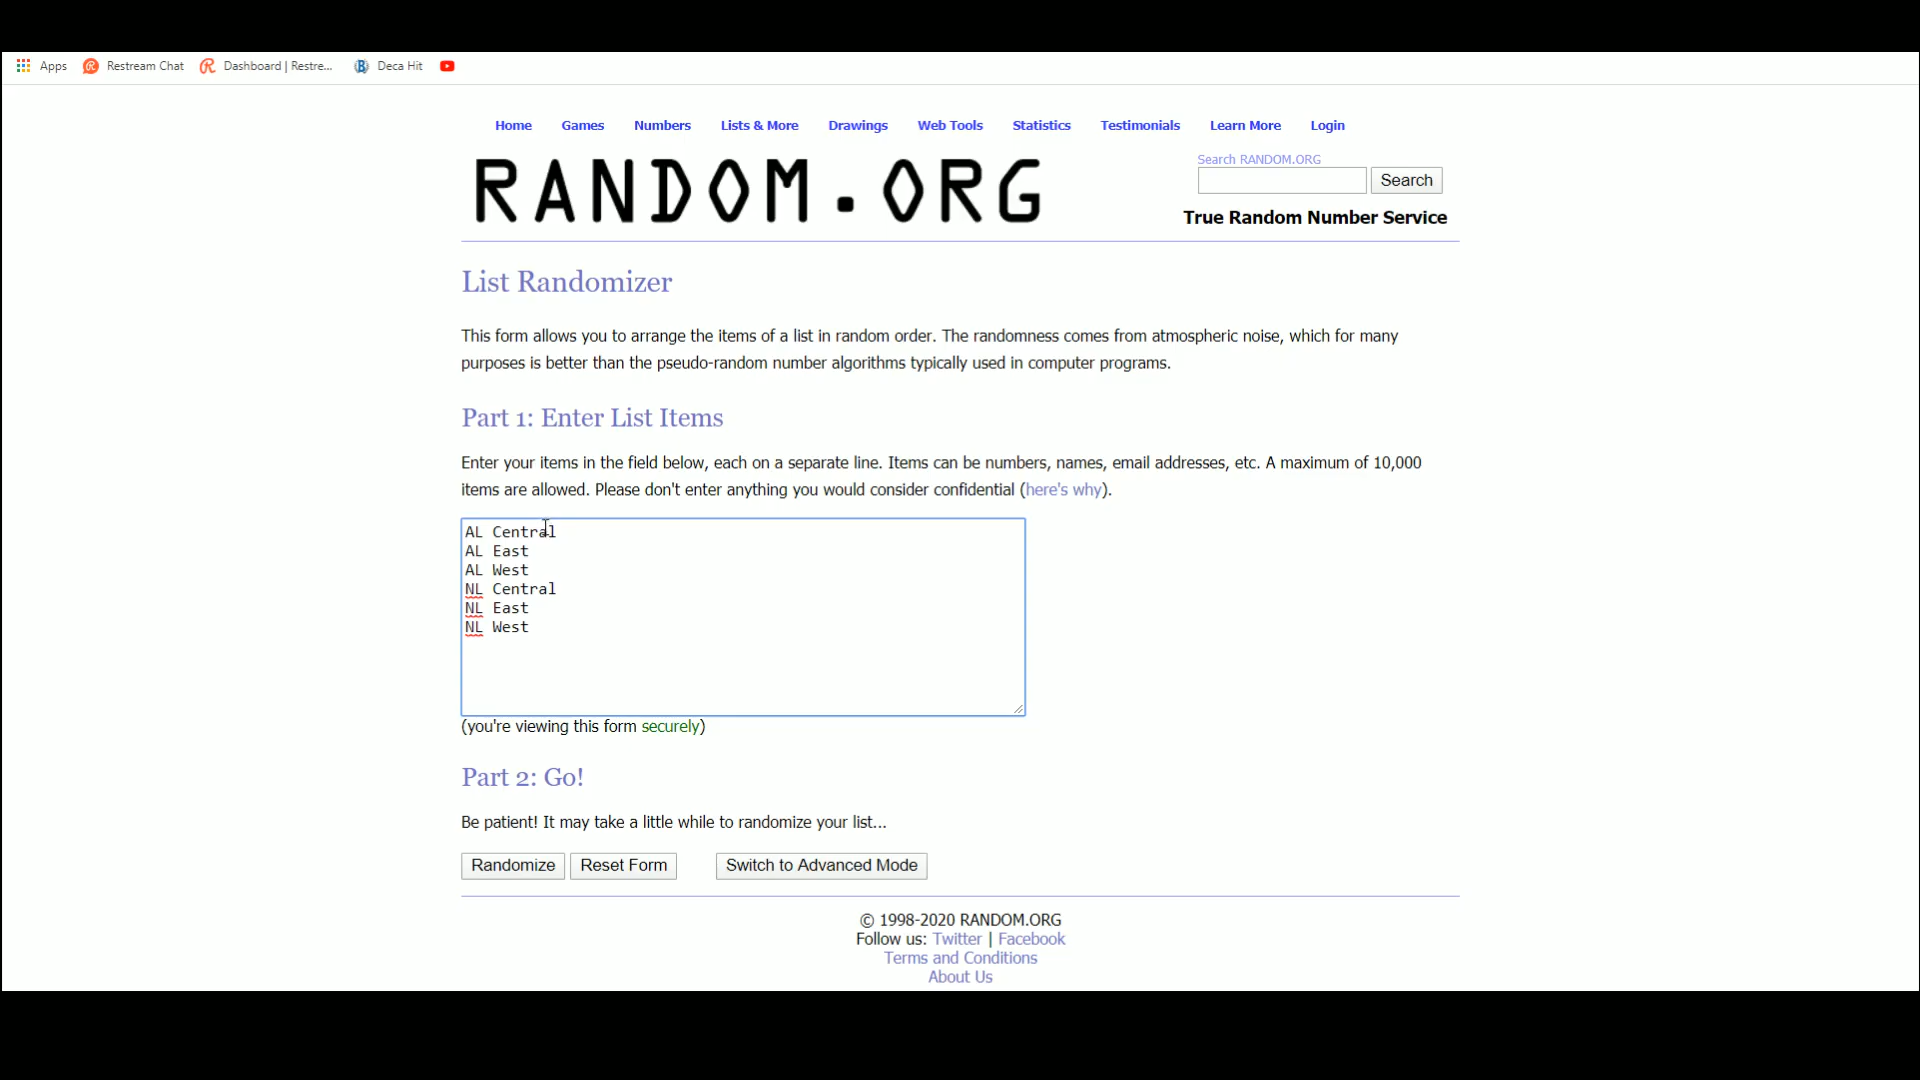 Apps Restream Chat Dashboard | Restre... Deca Hit
Home Games Numbers Lists & More Drawings Web Tools Statistics Testimonials Learn More Login
RANDOM.ORG
Search RANDOM.ORG
Search
True Random Number Service
List Randomizer
This form allows you to arrange the items of a list in random order. The randomness comes from atmospheric noise, which for many
purposes is better than the pseudo-random number algorithms typically used in computer programs.
Part 1: Enter List Items
Enter your items in the field below, each on a separate line. Items can be numbers, names, email addresses, etc. A maximum of 10,000
items are allowed. Please don't enter anything you would consider confidential (here's why).
AL Central
AL East
AL West
NL Central
NL East
NL West
(you're viewing this form securely)
Part 2: Go!
Be patient! It may take a little while to randomize your list...
Randomize Reset Form Switch to Advanced Mode
© 1998-2020 RANDOM.ORG
Follow us: Twitter | Facebook
Terms and Conditions
About Us